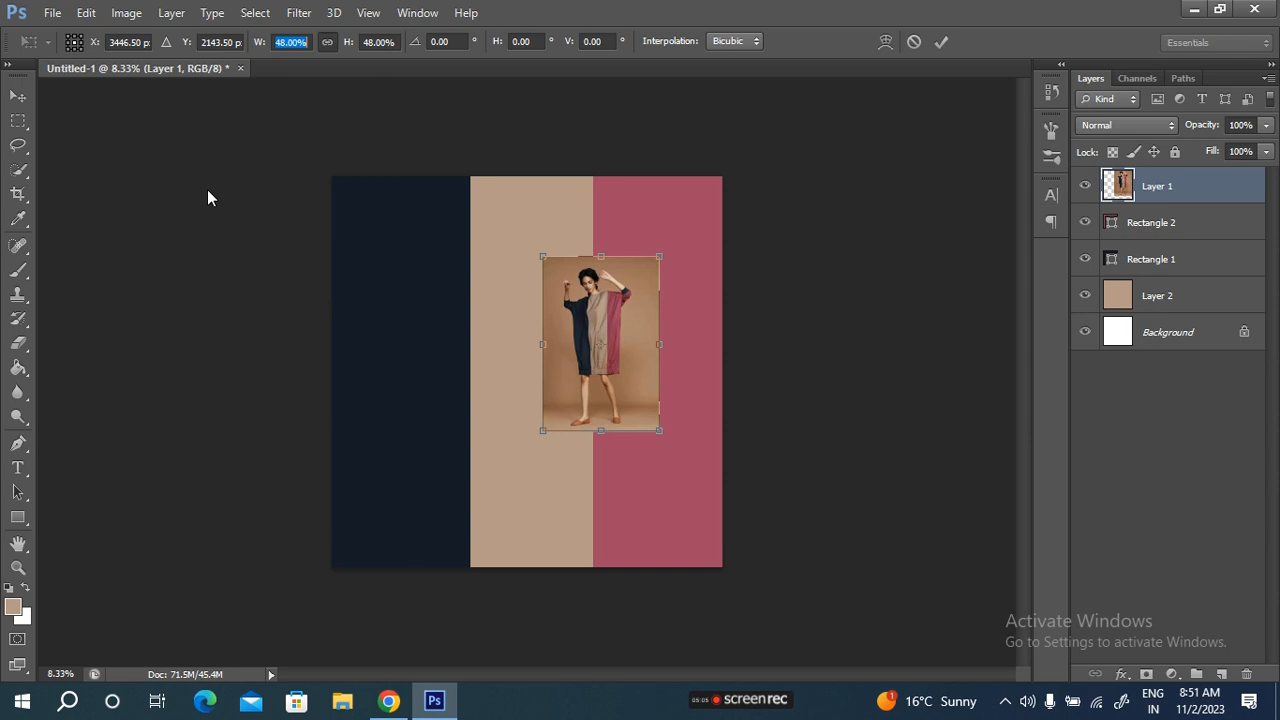 Ps File Edit Image Layer Type Select Filter 3D View Window Help
X: 3446.50 p: Y: 2143.50 p: W: 48.00% H: 48.00% 0.00 ° H: 0.00 ° V: 0.00 ° Interpolation: Bicubic Essentials
Untitled-1 @ 8.33% (Layer 1, RGB/8) * ×
Layers Channels Paths
Kind
Normal Opacity: 100%
Lock: Fill: 100%
Layer 1
Rectangle 2
Rectangle 1
Layer 2
Background
Activate Windows
Go to Settings to activate Windows.
8.33% Doc: 71.5M/45.4M
Ps 05:05 screenrec 1 16°C Sunny ENG IN 8:51 AM 11/2/2023